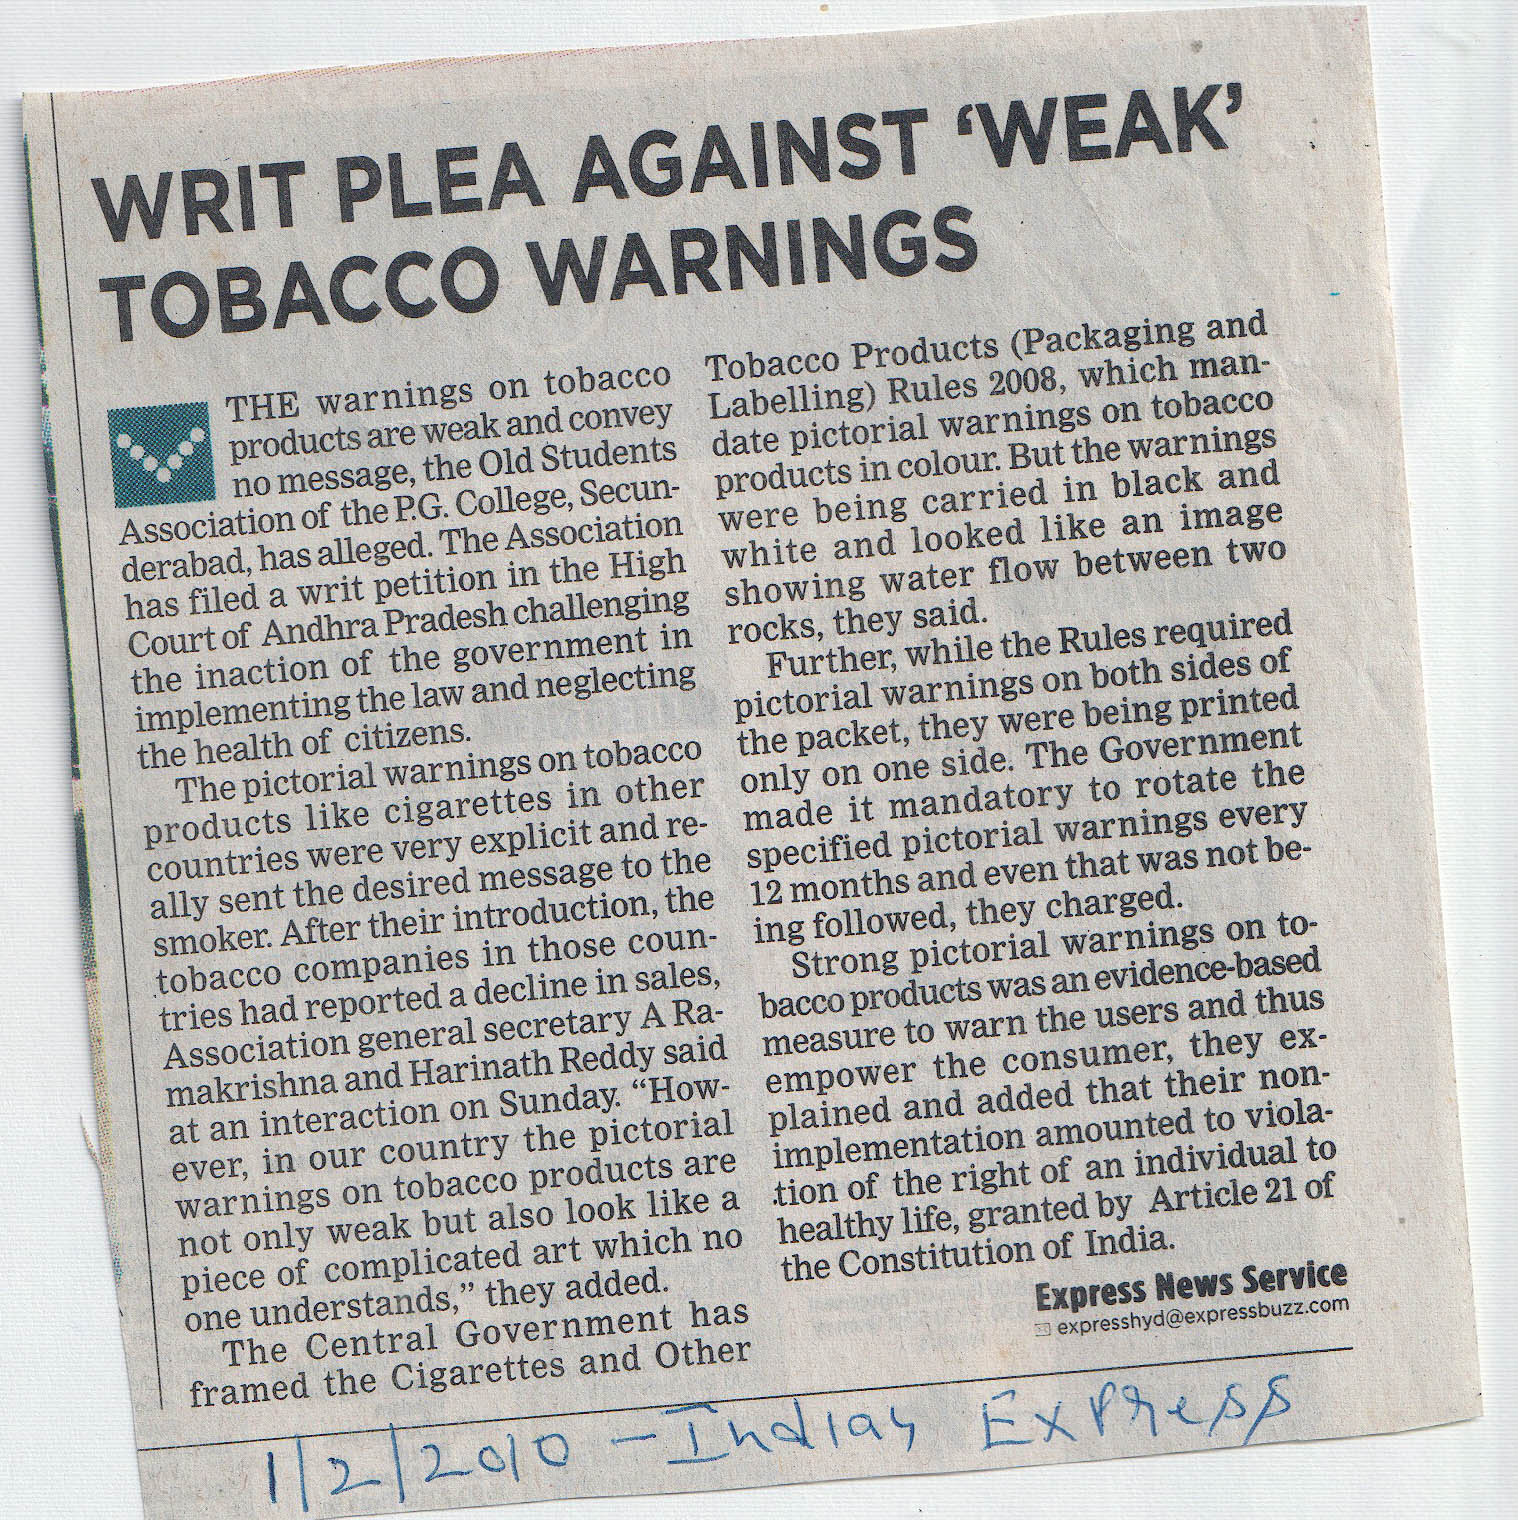 WRIT PLEA AGAINST ‘WEAK’
TOBACCO WARNINGS
THE warnings on tobacco
products are weak and convey
no message, the Old Students
Association of the P.G. College, Secun-
derabad, has alleged. The Association
has filed a writ petition in the High
Court of Andhra Pradesh challenging
the inaction of the government in
implementing the law and neglecting
the health of citizens.
The pictorial warnings on tobacco
products like cigarettes in other
countries were very explicit and re-
ally sent the desired message to the
smoker. After their introduction, the
tobacco companies in those coun-
tries had reported a decline in sales,
Association general secretary A Ra-
makrishna and Harinath Reddy said
at an interaction on Sunday. “How-
ever, in our country the pictorial
warnings on tobacco products are
not only weak but also look like a
piece of complicated art which no
one understands,” they added.
The Central Government has
framed the Cigarettes and Other
Tobacco Products (Packaging and
Labelling) Rules 2008, which man-
date pictorial warnings on tobacco
products in colour. But the warnings
were being carried in black and
white and looked like an image
showing water flow between two
rocks, they said.
Further, while the Rules required
pictorial warnings on both sides of
the packet, they were being printed
only on one side. The Government
made it mandatory to rotate the
specified pictorial warnings every
12 months and even that was not be-
ing followed, they charged.
Strong pictorial warnings on to-
bacco products was an evidence-based
measure to warn the users and thus
empower the consumer, they ex-
plained and added that their non-
implementation amounted to viola-
tion of the right of an individual to
healthy life, granted by Article 21 of
the Constitution of India.
Express News Service
expresshyd@expressbuzz.com
1/2/2010 - Indian Express